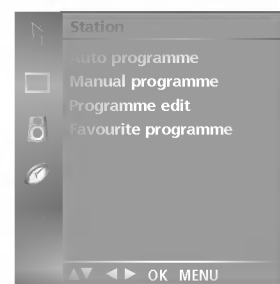 Station
Auto programme
Manual programme
Programme edit
Favourite programme
▲▼ ◀ ▶ OK MENU